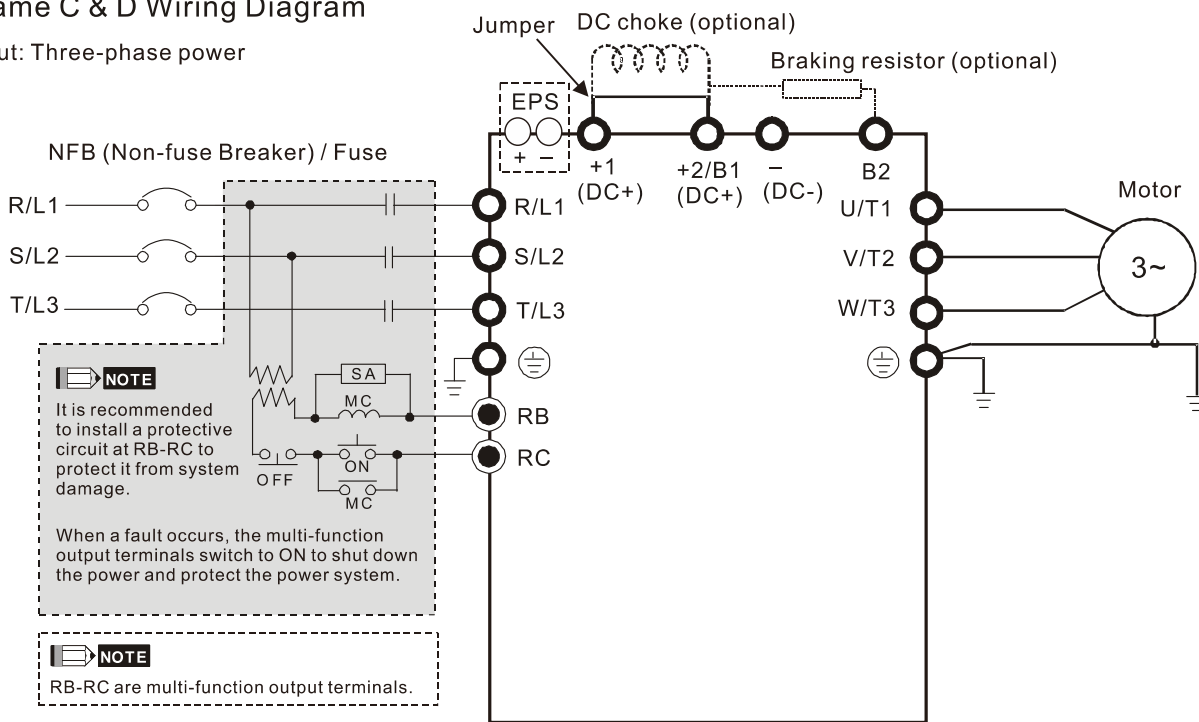 ame C & D Wiring Diagram
ut: Three-phase power
Jumper
DC choke (optional)
Braking resistor (optional)
EPS
+ −
NFB (Non-fuse Breaker) / Fuse
+1
(DC+)
+2/B1
(DC+)
−
(DC-)
B2
Motor
R/L1
R/L1
U/T1
S/L2
S/L2
V/T2
3~
T/L3
T/L3
W/T3
NOTE
It is recommended
to install a protective
circuit at RB-RC to
protect it from system
damage.
SA
MC
RB
OFF
ON
RC
MC
When a fault occurs, the multi-function
output terminals switch to ON to shut down
the power and protect the power system.
NOTE
RB-RC are multi-function output terminals.